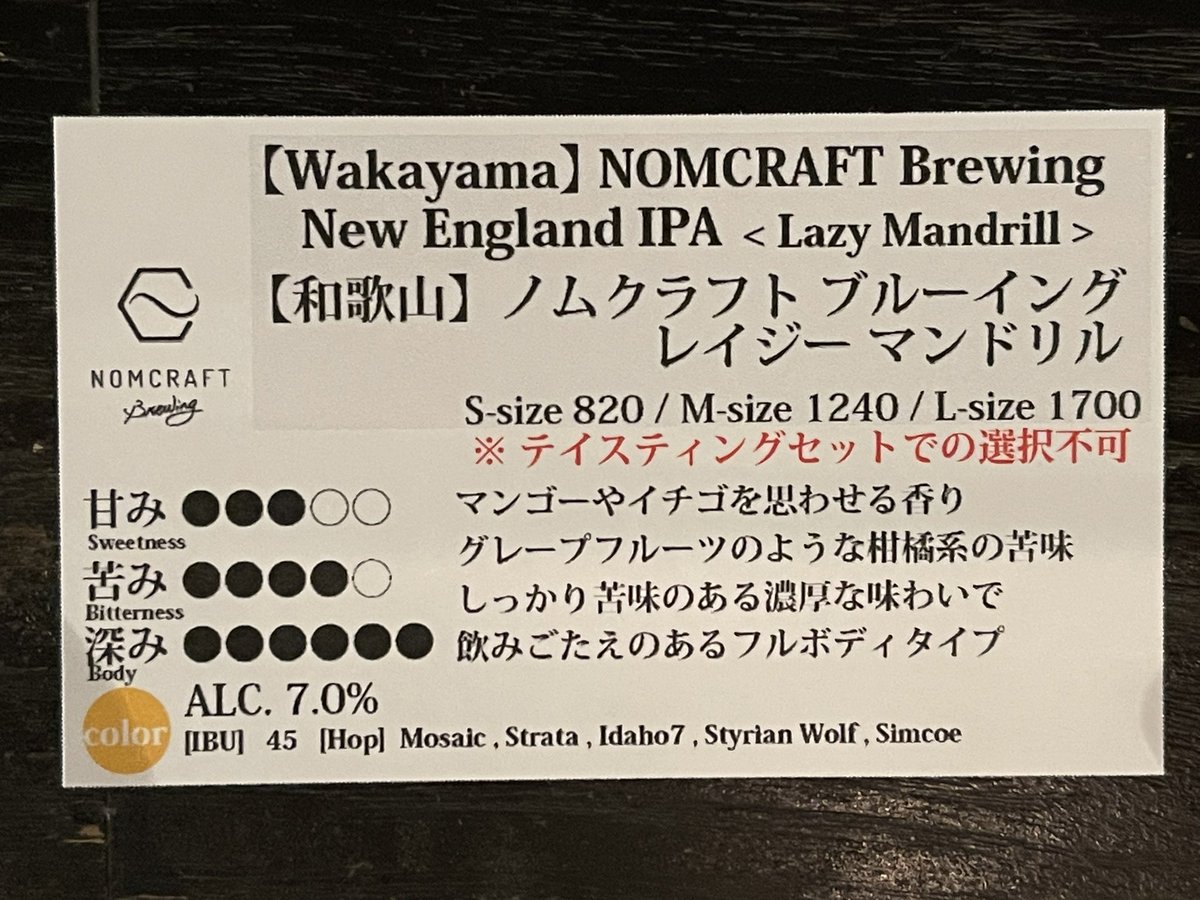 【Wakayama】NOMCRAFT Brewing
New England IPA < Lazy Mandrill >
【和歌山】ノムクラフト ブルーイング
レイジー マンドリル
NOMCRAFT
Brewing
S-size 820 / M-size 1240 / L-size 1700
※ テイスティングセットでの選択不可
甘み ●●●○○
Sweetness
苦み ●●●●○
Bitterness
深み ●●●●●●
Body
マンゴーやイチゴを思わせる香り
グレープフルーツのような柑橘系の苦味
しっかり苦味のある濃厚な味わいで
飲みごたえのあるフルボディタイプ
color
ALC. 7.0%
[IBU] 45 [Hop] Mosaic , Strata , Idaho7 , Styrian Wolf , Simcoe